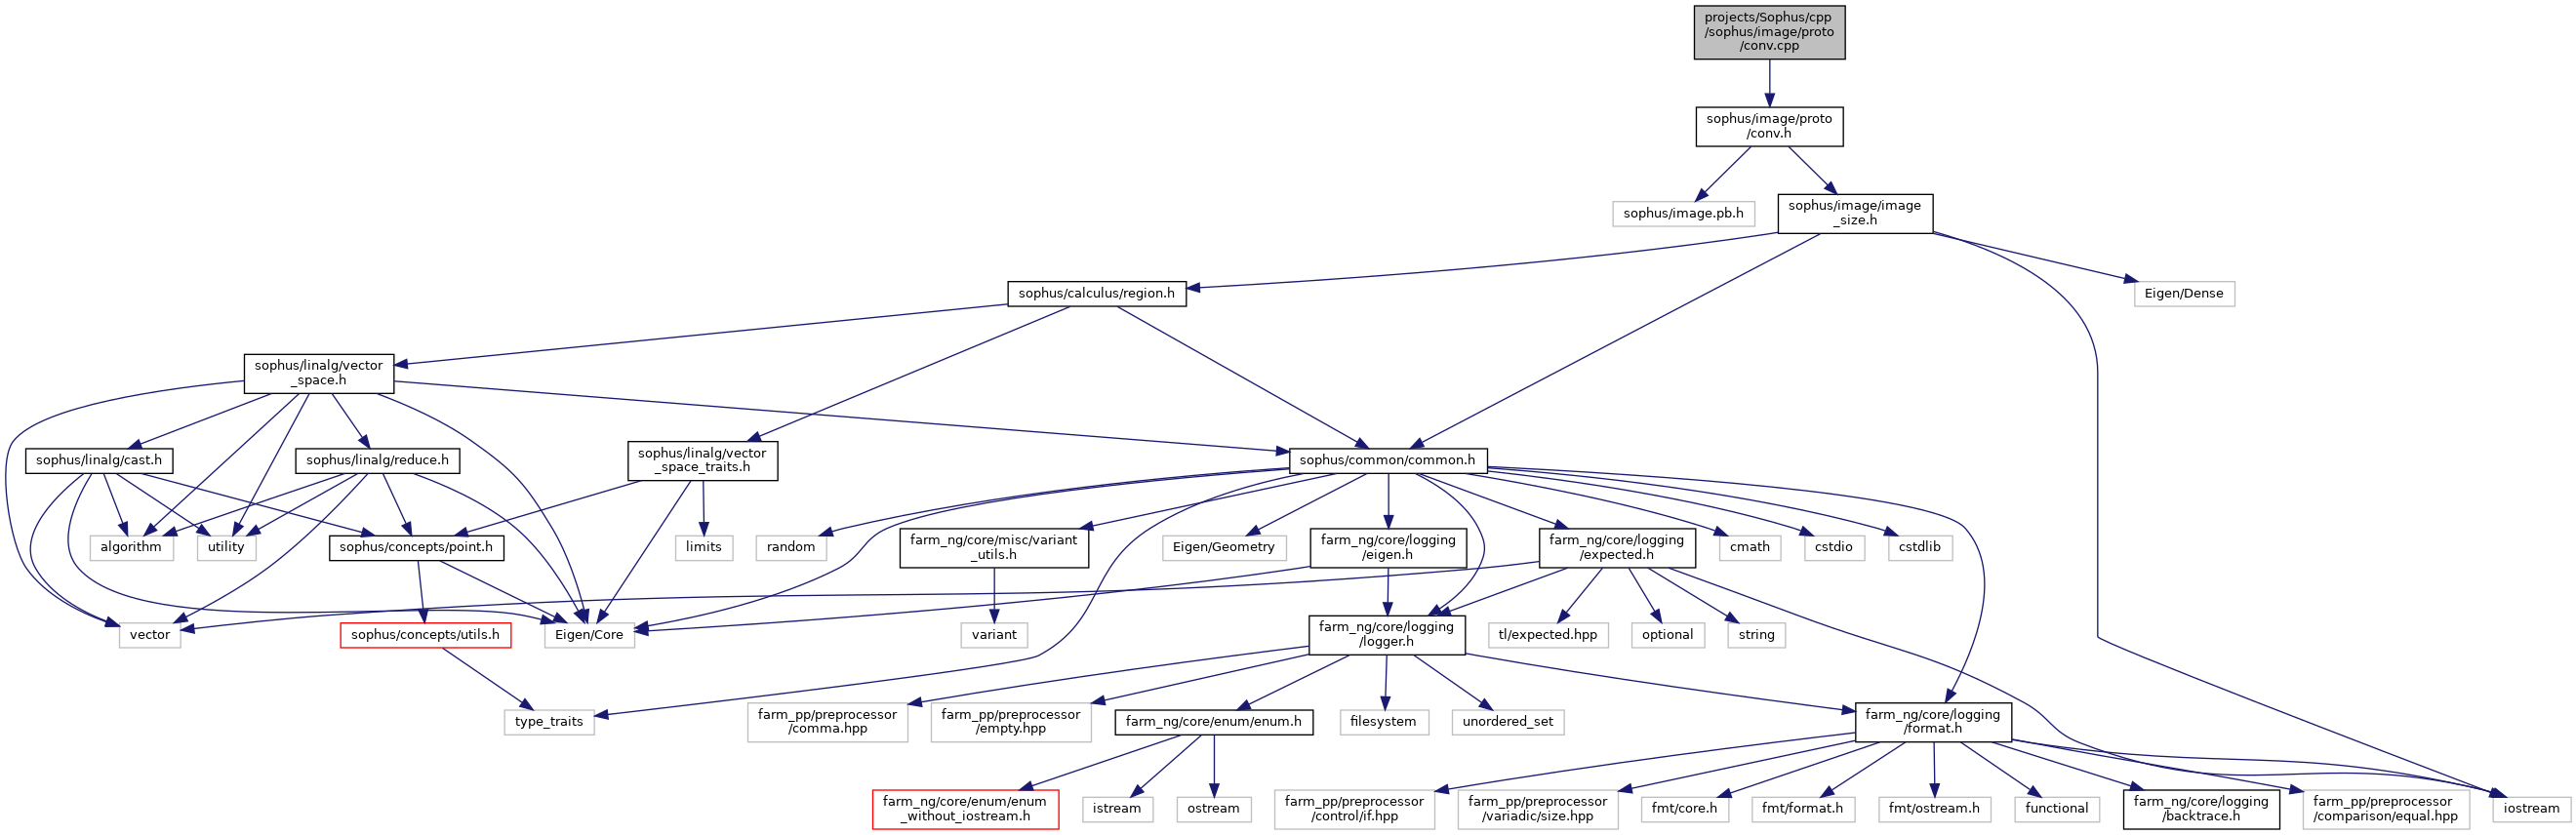 projects/Sophus/cpp
/sophus/image/proto
/conv.cpp
sophus/image/proto
/conv.h
sophus/image.pb.h
sophus/image/image
_size.h
sophus/calculus/region.h
Eigen/Dense
sophus/linalg/vector
_space.h
sophus/linalg/cast.h
sophus/linalg/reduce.h
sophus/linalg/vector
_space_traits.h
sophus/common/common.h
algorithm
utility
sophus/concepts/point.h
limits
random
farm_ng/core/misc/variant
_utils.h
Eigen/Geometry
farm_ng/core/logging
/eigen.h
farm_ng/core/logging
/expected.h
cmath
cstdio
cstdlib
vector
sophus/concepts/utils.h
Eigen/Core
variant
farm_ng/core/logging
/logger.h
tl/expected.hpp
optional
string
type_traits
farm_pp/preprocessor
/comma.hpp
farm_pp/preprocessor
/empty.hpp
farm_ng/core/enum/enum.h
filesystem
unordered_set
farm_ng/core/logging
/format.h
farm_ng/core/enum/enum
_without_iostream.h
istream
ostream
farm_pp/preprocessor
/control/if.hpp
farm_pp/preprocessor
/variadic/size.hpp
fmt/core.h
fmt/format.h
fmt/ostream.h
functional
farm_ng/core/logging
/backtrace.h
farm_pp/preprocessor
/comparison/equal.hpp
iostream